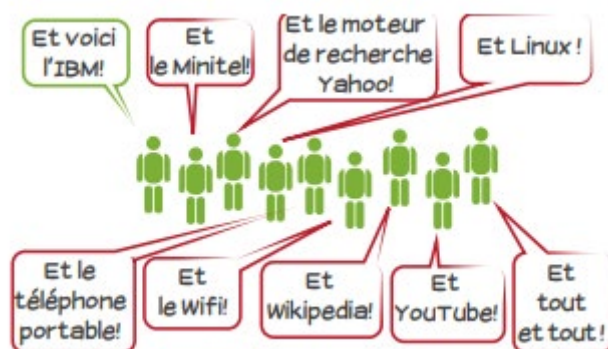 Et voici
l'IBM!
Et
le Minitel!
Et le moteur
de recherche
Yahoo!
Et Linux !
Et le
téléphone
portable!
Et
le Wifi!
Et
Wikipedia!
Et
YouTube!
Et
tout
et tout !